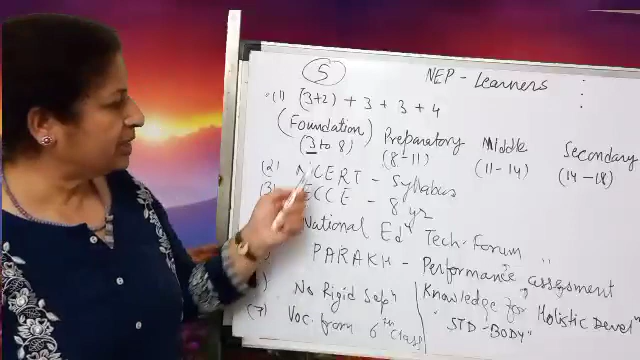 (5) NEP - Learners
(1) (3+2) + 3 + 3 + 4
(Foundation) Preparatory Middle Secondary
(3 to 8) (8-11) (11-14) (14-18)
(2) NCERT - Syllabus
(3) ECCE - 8 yr
National Edn Tech-Forum "
PARAKH - Performance assessment
) No Rigid Sepn Knowledge for Holistic Develn
(7) Voc. from 6th Class "STD-BODY"